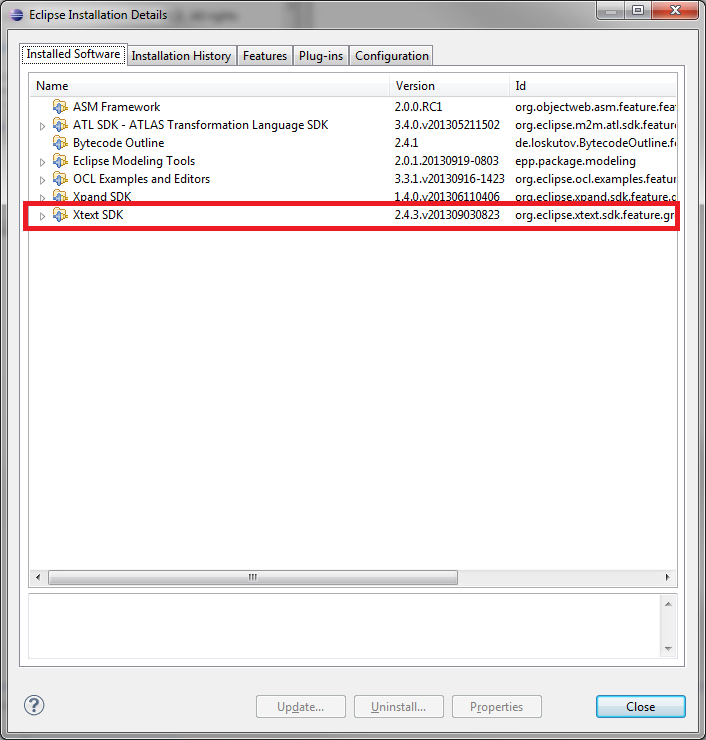 Eclipse Installation Details
Installed Software Installation History Features Plug-ins Configuration
Name Version Id
ASM Framework 2.0.0.RC1 org.objectweb.asm.feature.fea
ATL SDK - ATLAS Transformation Language SDK 3.4.0.v201305211502 org.eclipse.m2m.atl.sdk.feature
Bytecode Outline 2.4.1 de.loskutov.BytecodeOutline.fe
Eclipse Modeling Tools 2.0.1.20130919-0803 epp.package.modeling
OCL Examples and Editors 3.3.1.v20130916-1423 org.eclipse.ocl.examples.featur
Xpand SDK 1.4.0.v201306110406 org.eclipse.xpand.sdk.feature.g
Xtext SDK 2.4.3.v201309030823 org.eclipse.xtext.sdk.feature.gr
? Update... Uninstall... Properties Close